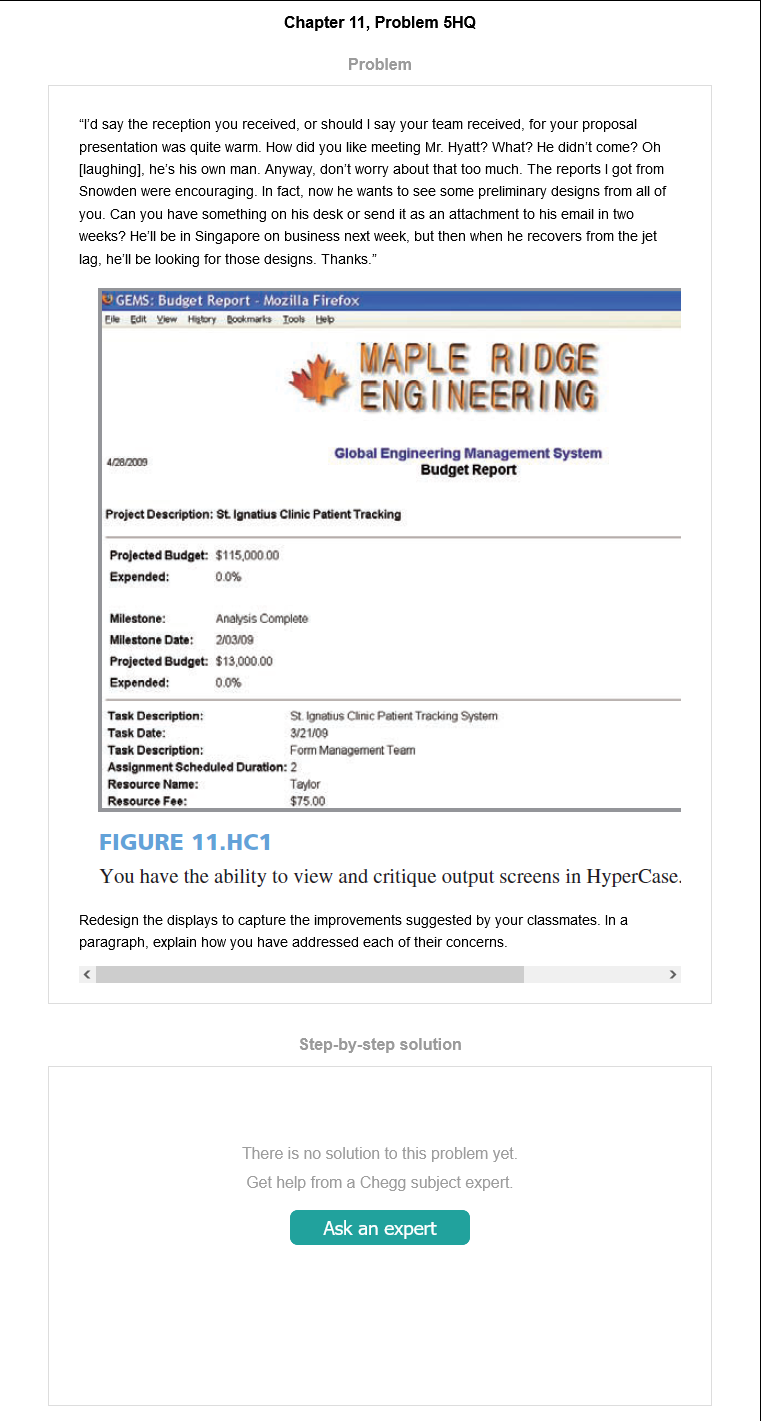 Chapter 11, Problem 5HQ
Problem
“I’d say the reception you received, or should I say your team received, for your proposal
presentation was quite warm. How did you like meeting Mr. Hyatt? What? He didn’t come? Oh
[laughing], he’s his own man. Anyway, don’t worry about that too much. The reports I got from
Snowden were encouraging. In fact, now he wants to see some preliminary designs from all of
you. Can you have something on his desk or send it as an attachment to his email in two
weeks? He’ll be in Singapore on business next week, but then when he recovers from the jet
lag, he’ll be looking for those designs. Thanks.”
GEMS: Budget Report - Mozilla Firefox
File Edit View History Bookmarks Tools Help
MAPLE RIDGE
ENGINEERING
Global Engineering Management System
4/28/2009
Budget Report
Project Description: St. Ignatius Clinic Patient Tracking
Projected Budget: $115,000.00
Expended: 0.0%
Milestone: Analysis Complete
Milestone Date: 2/03/09
Projected Budget: $13,000.00
Expended: 0.0%
Task Description: St. Ignatius Clinic Patient Tracking System
Task Date: 3/21/09
Task Description: Form Management Team
Assignment Scheduled Duration: 2
Resource Name: Taylor
Resource Fee: $75.00
FIGURE 11.HC1
You have the ability to view and critique output screens in HyperCase.
Redesign the displays to capture the improvements suggested by your classmates. In a
paragraph, explain how you have addressed each of their concerns.
Step-by-step solution
There is no solution to this problem yet.
Get help from a Chegg subject expert.
Ask an expert